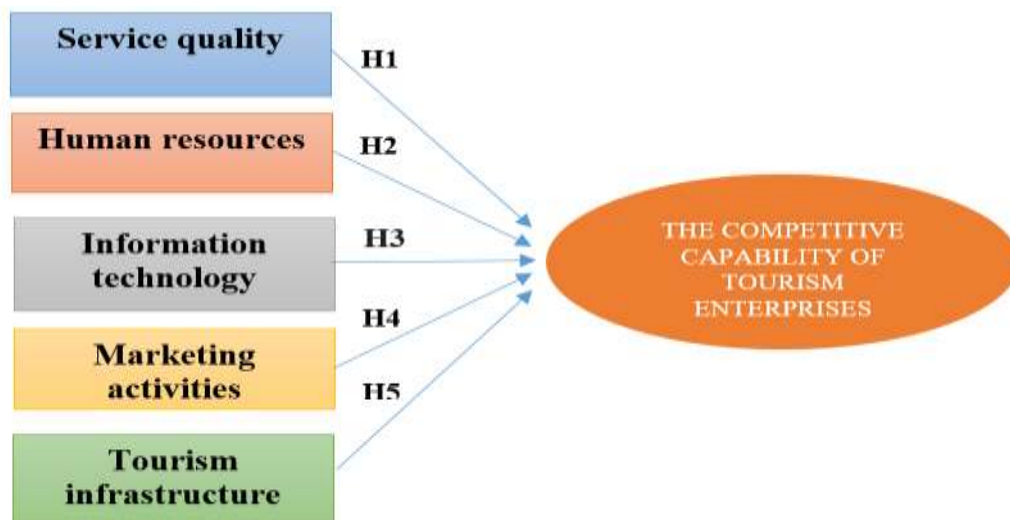 Service quality
H1
Human resources
H2
Information
technology
H3
Marketing
activities
H4
Tourism
infrastructure
H5
THE COMPETITIVE
CAPABILITY OF
TOURISM
ENTERPRISES